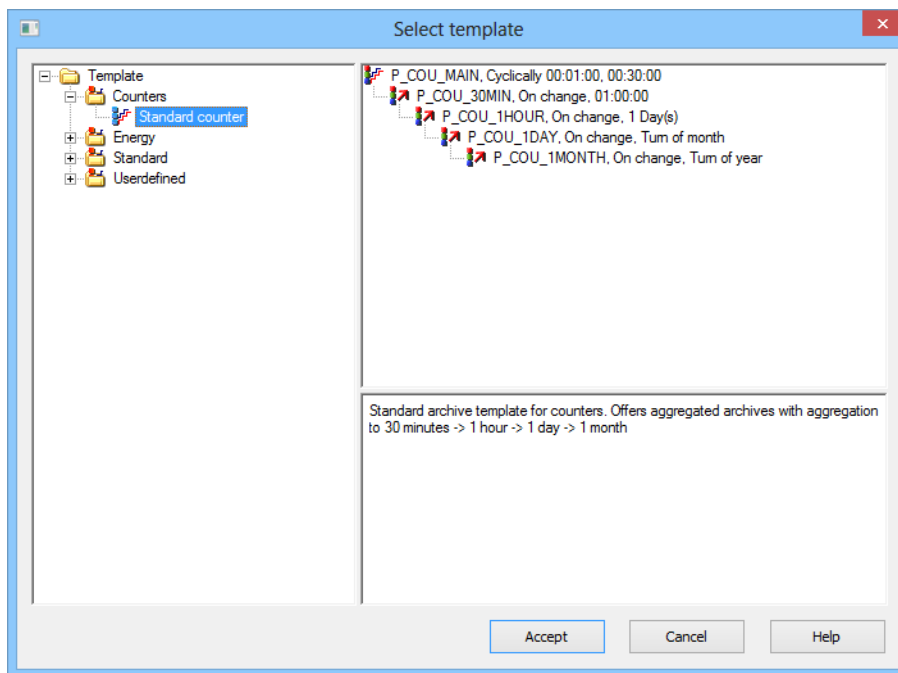 Select template
Template
Counters
Standard counter
Energy
Standard
Userdefined
P_COU_MAIN, Cyclically 00:01:00, 00:30:00
P_COU_30MIN, On change, 01:00:00
P_COU_1HOUR, On change, 1 Day(s)
P_COU_1DAY, On change, Turn of month
P_COU_1MONTH, On change, Turn of year
Standard archive template for counters. Offers aggregated archives with aggregation
to 30 minutes -> 1 hour -> 1 day -> 1 month
Accept
Cancel
Help